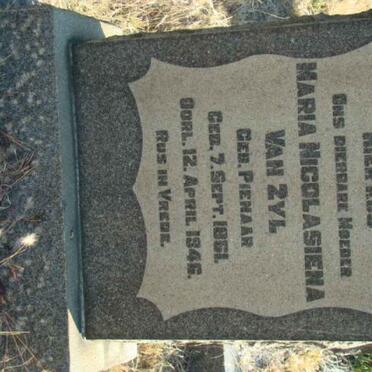 Ons dierbare Moeder
Maria Nicolasiena
Van Zyl
Geb. Pienaar
Geb. 7. Sept. 1861.
Oorl. 12. April 1946.
Rus in Vrede.